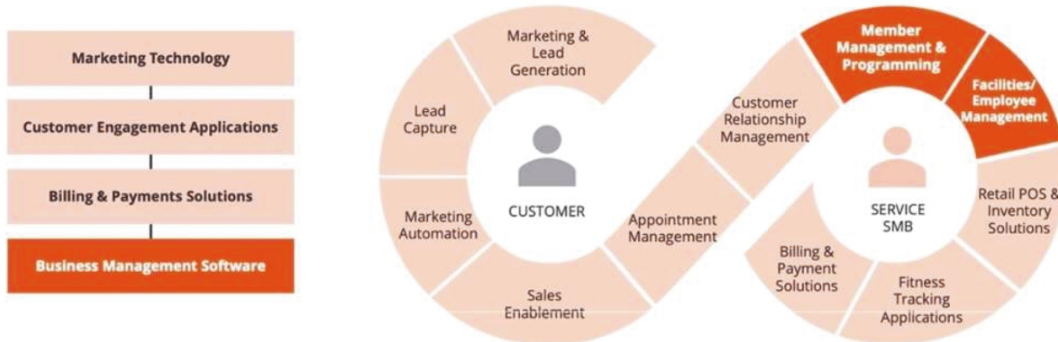 Marketing Technology
Customer Engagement Applications
Billing & Payments Solutions
Business Management Software
Marketing &
Lead
Generation
Lead
Capture
Marketing
Automation
Sales
Enablement
Appointment
Management
Customer
Relationship
Management
Member
Management &
Programming
Facilities/
Employee
Management
Retail POS &
Inventory
Solutions
Fitness
Tracking
Applications
Billing &
Payment
Solutions
CUSTOMER
SERVICE
SMB